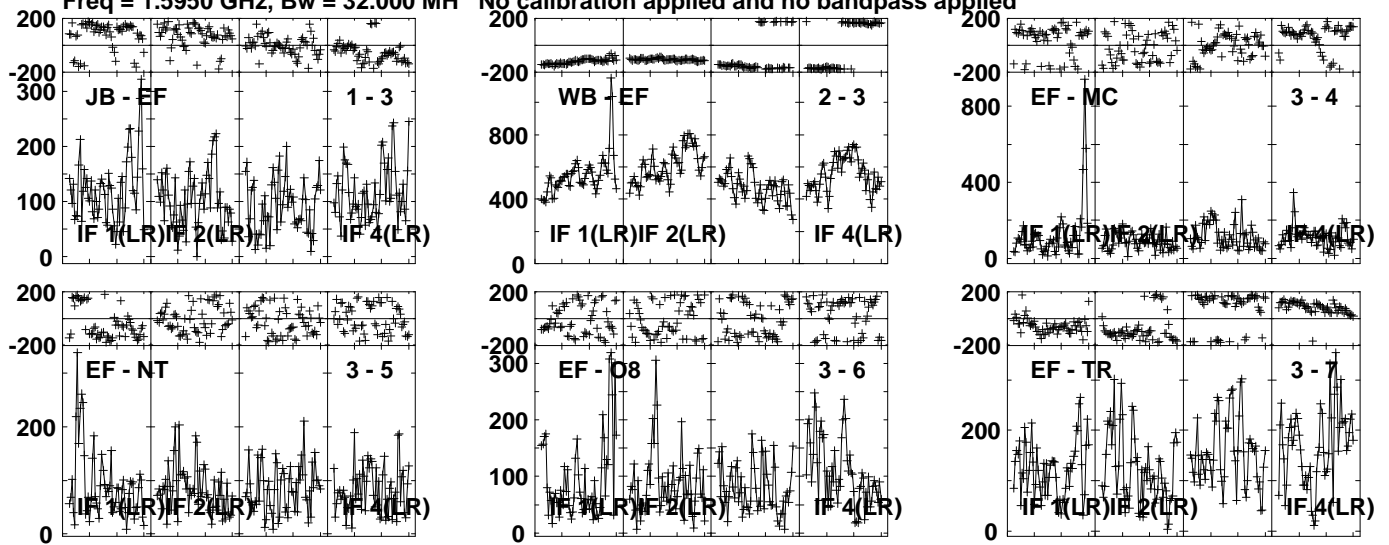 Freq = 1.5950 GHz, Bw = 32.000 MH No calibration applied and no bandpass applied
200
-200
300
200
100
0
JB - EF 1 - 3
IF 1(LR) IF 2(LR) IF 4(LR)
200
-200
800
400
0
WB - EF 2 - 3
IF 1(LR) IF 2(LR) IF 4(LR)
200
-200
800
400
0
EF - MC 3 - 4
IF 1(LR) IF 2(LR) IF 4(LR)
200
-200
200
0
EF - NT 3 - 5
IF 1(LR) IF 2(LR) IF 4(LR)
200
-200
300
200
100
0
EF - O8 3 - 6
IF 1(LR) IF 2(LR) IF 4(LR)
200
-200
200
0
EF - TR 3 - 7
IF 1(LR) IF 2(LR) IF 4(LR)